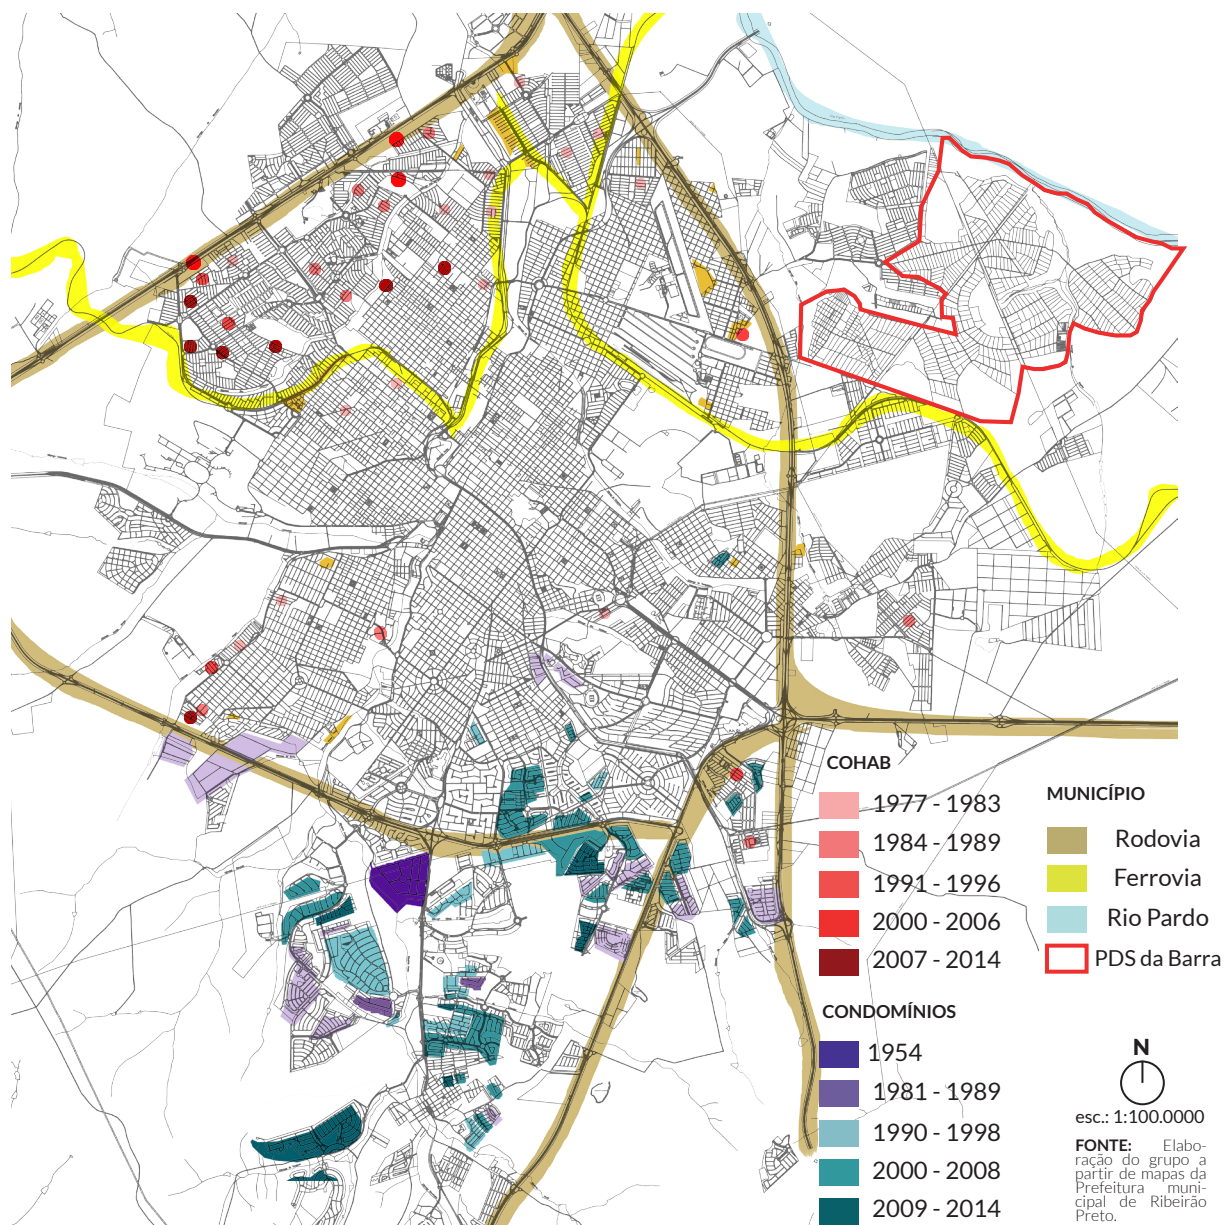 COHAB
1977 - 1983
1984 - 1989
1991 - 1996
2000 - 2006
2007 - 2014
MUNICÍPIO
Rodovia
Ferrovia
Rio Pardo
PDS da Barra
CONDOMÍNIOS
1954
1981 - 1989
1990 - 1998
2000 - 2008
2009 - 2014
N
esc.: 1:100.0000
FONTE: Elabo-
ração do grupo a
partir de mapas da
Prefeitura muni-
cipal de Ribeirão
Preto.